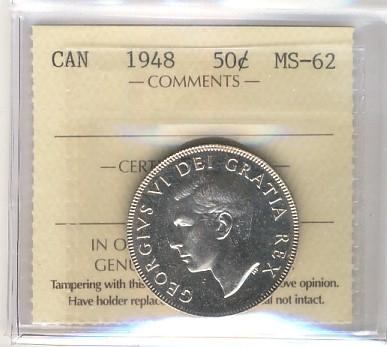 CAN 1948 50¢ MS-62
— COMMENTS —
— CERT
GEORGIVS VI DEI GRATIA REX
IN O
GENU
Tampering with this ove opinion.
Have holder replac al not intact.